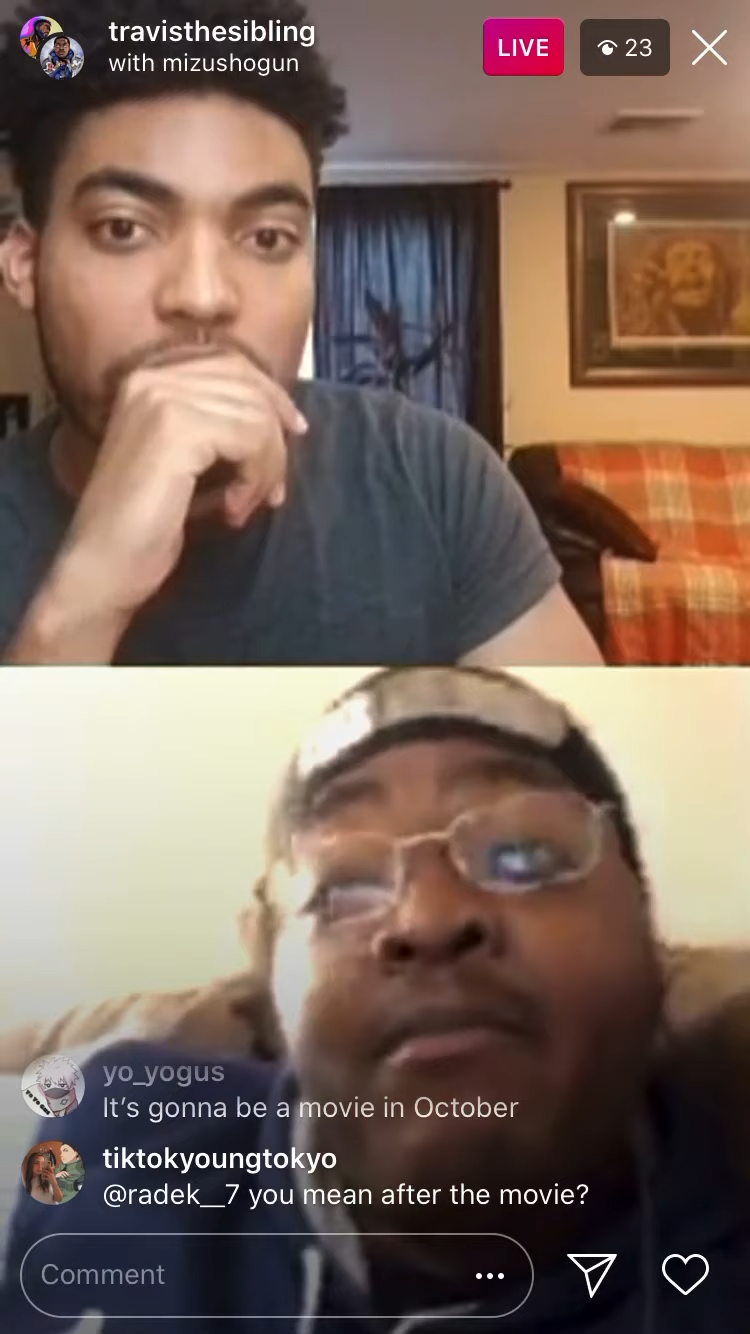 travisthesibling
with mizushogun
LIVE
23
yo_yogus
It’s gonna be a movie in October
tiktokyoungtokyo
@radek__7 you mean after the movie?
Comment